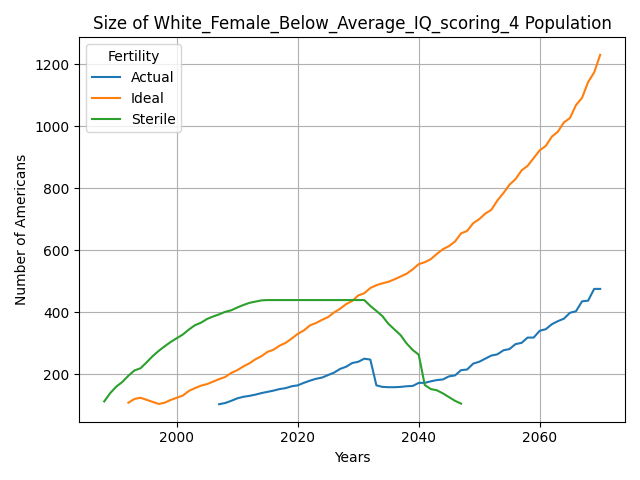 Size of White_Female_Below_Average_IQ_scoring_4 Population
Fertility
Actual
Ideal
Sterile
1200
1000
800
600
400
200
Number of Americans
2000
2020
2040
2060
Years